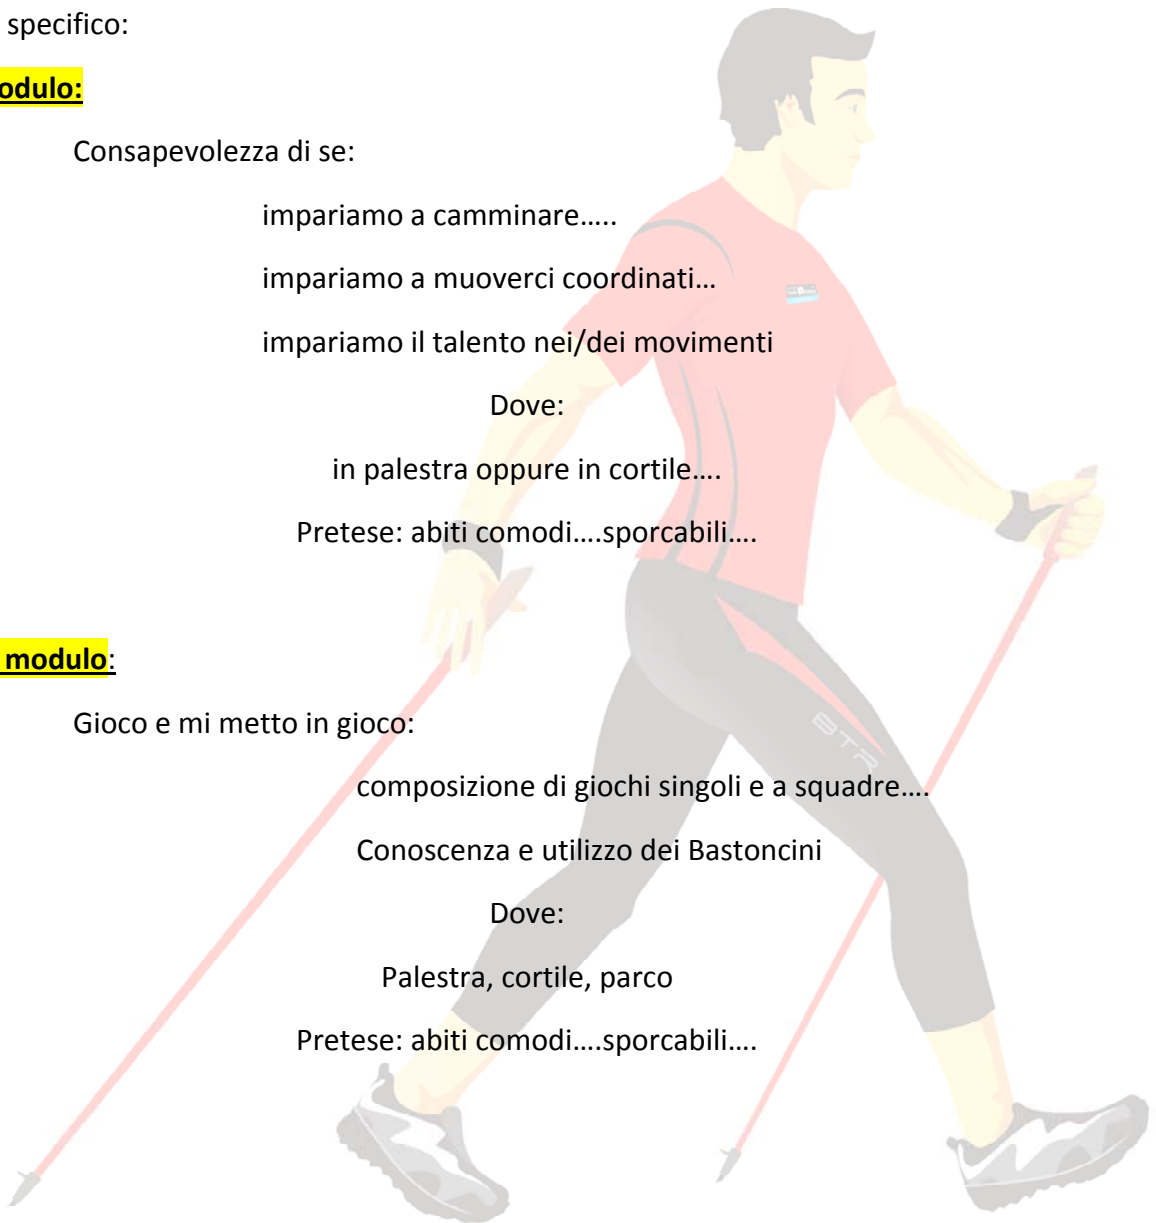 specifico:
odulo:
Consapevolezza di se:
impariamo a camminare…..
impariamo a muoverci coordinati…
impariamo il talento nei/dei movimenti
Dove:
in palestra oppure in cortile….
Pretese: abiti comodi….sporcabili….
modulo:
Gioco e mi metto in gioco:
composizione di giochi singoli e a squadre….
Conoscenza e utilizzo dei Bastoncini
Dove:
Palestra, cortile, parco
Pretese: abiti comodi….sporcabili….
BTR